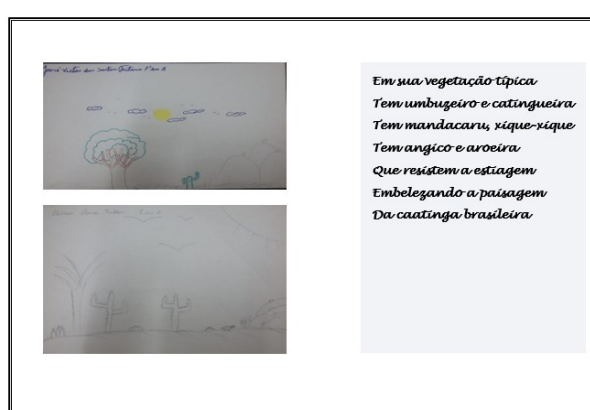 Em sua vegetação típica
Tem umbuzeiro e catingueira
Tem mandacaru, xique-xique
Tem angico e aroeira
Que resistem a estiagem
Embelezando a paisagem
Da caatinga brasileira